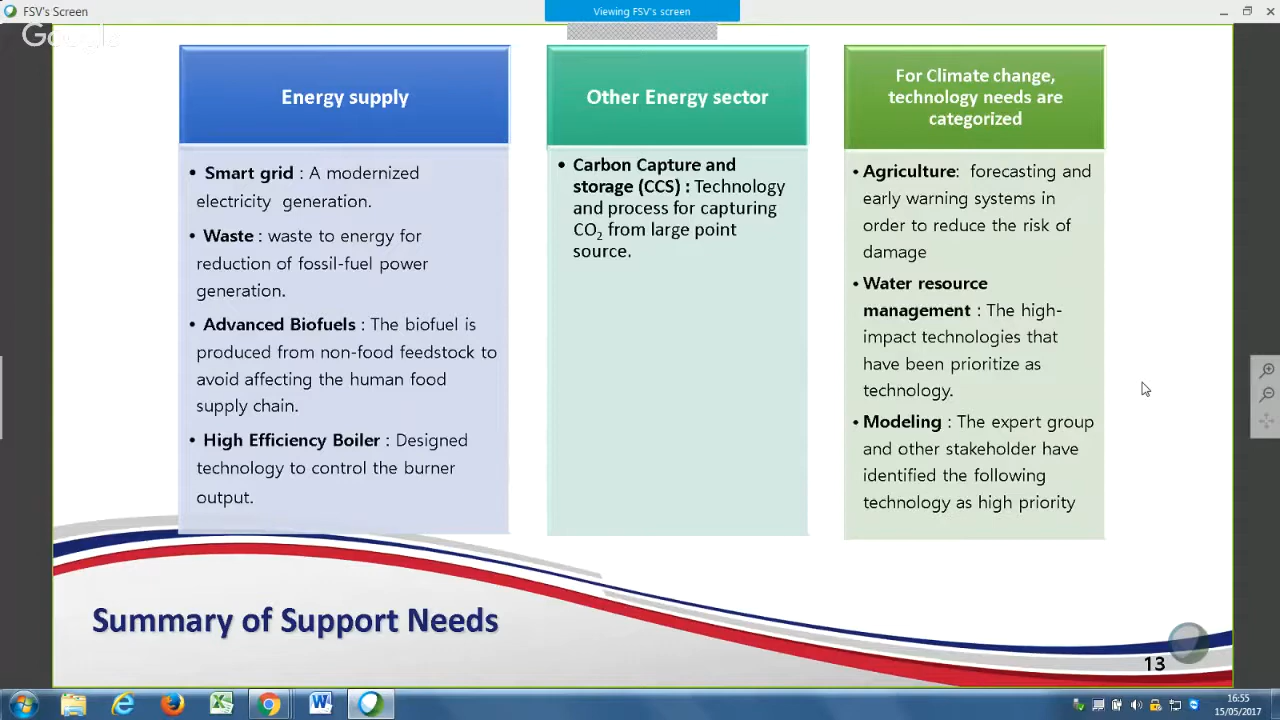 FSV's Screen
Viewing FSV's screen
Google
Energy supply
• Smart grid : A modernized
electricity generation.
• Waste : waste to energy for
reduction of fossil-fuel power
generation.
• Advanced Biofuels : The biofuel is
produced from non-food feedstock to
avoid affecting the human food
supply chain.
• High Efficiency Boiler : Designed
technology to control the burner
output.
Other Energy sector
• Carbon Capture and
storage (CCS) : Technology
and process for capturing
CO2 from large point
source.
For Climate change,
technology needs are
categorized
• Agriculture: forecasting and
early warning systems in
order to reduce the risk of
damage
• Water resource
management : The high-
impact technologies that
have been prioritize as
technology.
• Modeling : The expert group
and other stakeholder have
identified the following
technology as high priority
Summary of Support Needs
13
16:55
15/05/2017